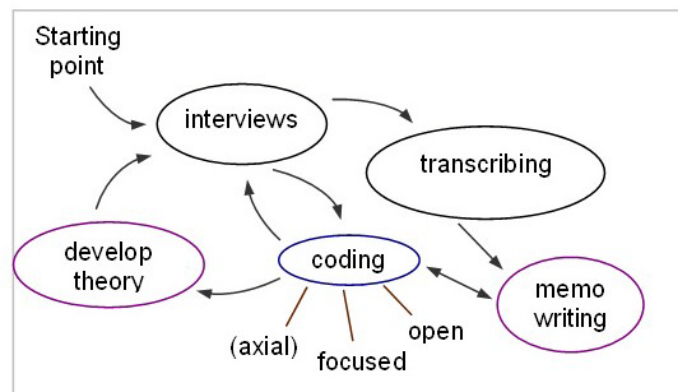 Starting
point
interviews
transcribing
develop
theory
coding
memo
writing
(axial)
focused
open